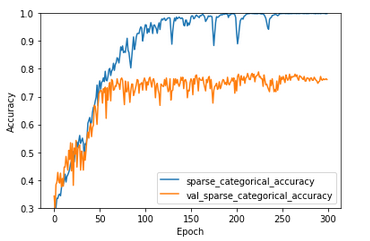 1.0
0.9
0.8
0.7
0.6
0.5
0.4
0.3
Accuracy
sparse_categorical_accuracy
val_sparse_categorical_accuracy
0 50 100 150 200 250 300
Epoch